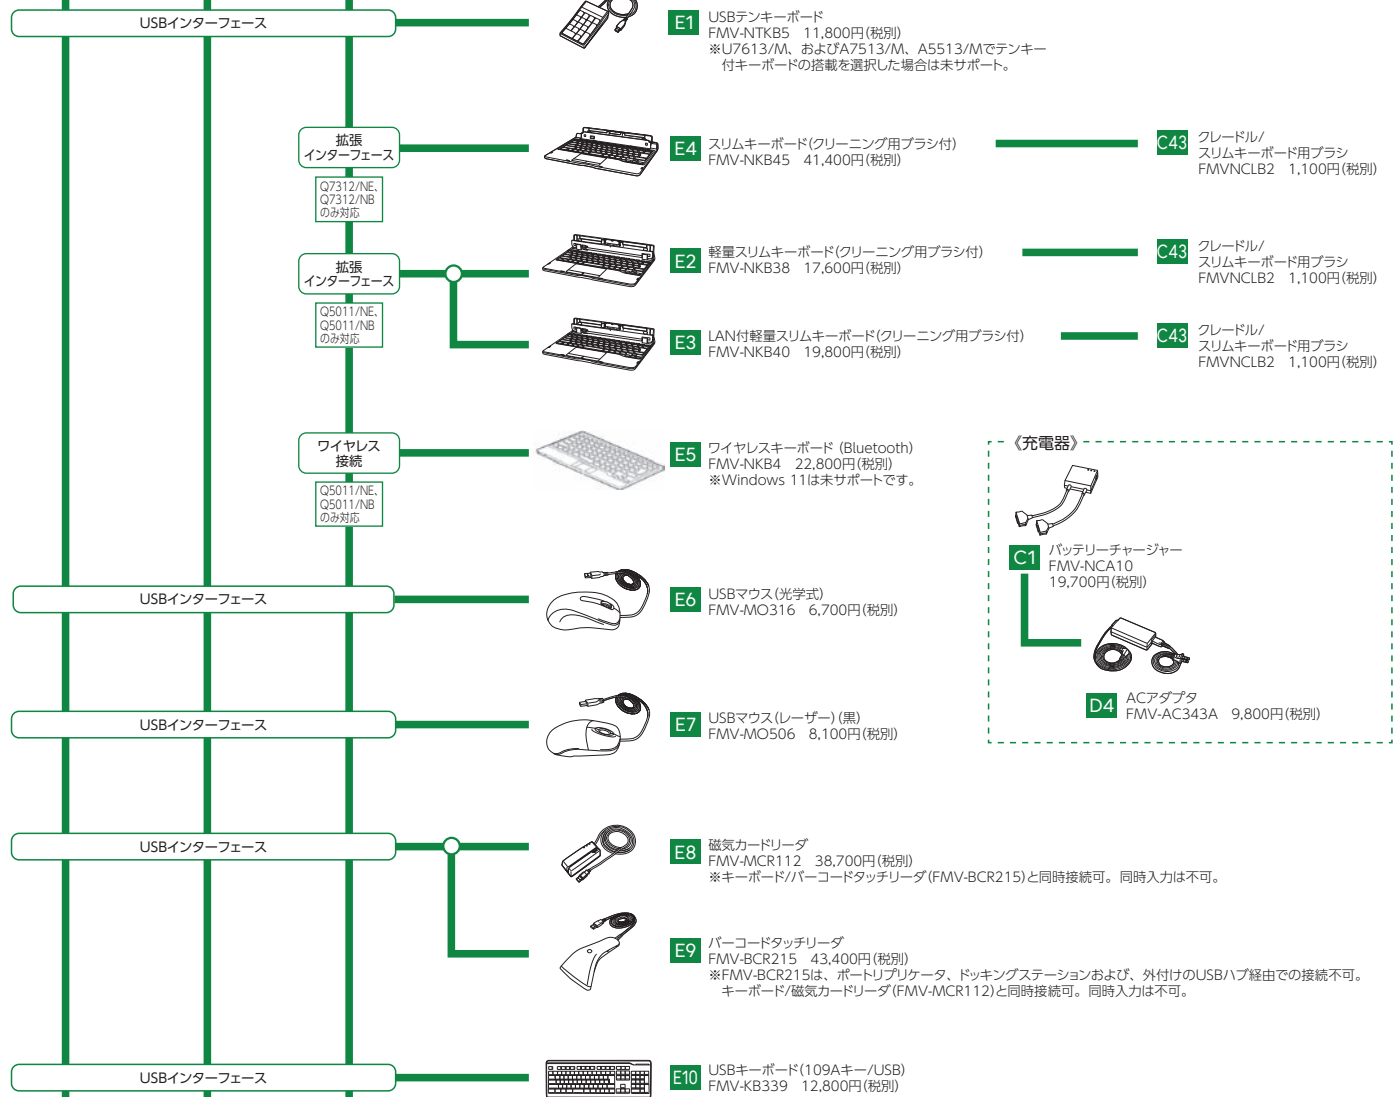 USBインターフェース
E1 USBテンキーボード
FMV-NTKB5 11,800円(税別)
※U7613/M、およびA7513/M、A5513/Mでテンキー
付キーボードの搭載を選択した場合は未サポート。
拡張
インターフェース
Q7312/NE、
Q7312/NB
のみ対応
E4 スリムキーボード(クリーニング用ブラシ付)
FMV-NKB45 41,400円(税別)
C43 クレードル/
スリムキーボード用ブラシ
FMVNCLB2 1,100円(税別)
拡張
インターフェース
Q5011/NE、
Q5011/NB
のみ対応
E2 軽量スリムキーボード(クリーニング用ブラシ付)
FMV-NKB38 17,600円(税別)
C43 クレードル/
スリムキーボード用ブラシ
FMVNCLB2 1,100円(税別)
E3 LAN付軽量スリムキーボード(クリーニング用ブラシ付)
FMV-NKB40 19,800円(税別)
C43 クレードル/
スリムキーボード用ブラシ
FMVNCLB2 1,100円(税別)
ワイヤレス
接続
Q5011/NE、
Q5011/NB
のみ対応
E5 ワイヤレスキーボード (Bluetooth)
FMV-NKB4 22,800円(税別)
※Windows 11は未サポートです。
《充電器》
C1 バッテリーチャージャー
FMV-NCA10
19,700円(税別)
D4 ACアダプタ
FMV-AC343A 9,800円(税別)
USBインターフェース
E6 USBマウス(光学式)
FMV-MO316 6,700円(税別)
USBインターフェース
E7 USBマウス(レーザー)(黒)
FMV-MO506 8,100円(税別)
USBインターフェース
E8 磁気カードリーダ
FMV-MCR112 38,700円(税別)
※キーボード/バーコードタッチリーダ(FMV-BCR215)と同時接続可。同時入力は不可。
E9 バーコードタッチリーダ
FMV-BCR215 43,400円(税別)
※FMV-BCR215は、ポートリプリケータ、ドッキングステーションおよび、外付けのUSBハブ経由での接続不可。
キーボード/磁気カードリーダ(FMV-MCR112)と同時接続可。同時入力は不可。
USBインターフェース
E10 USBキーボード(109Aキー/USB)
FMV-KB339 12,800円(税別)